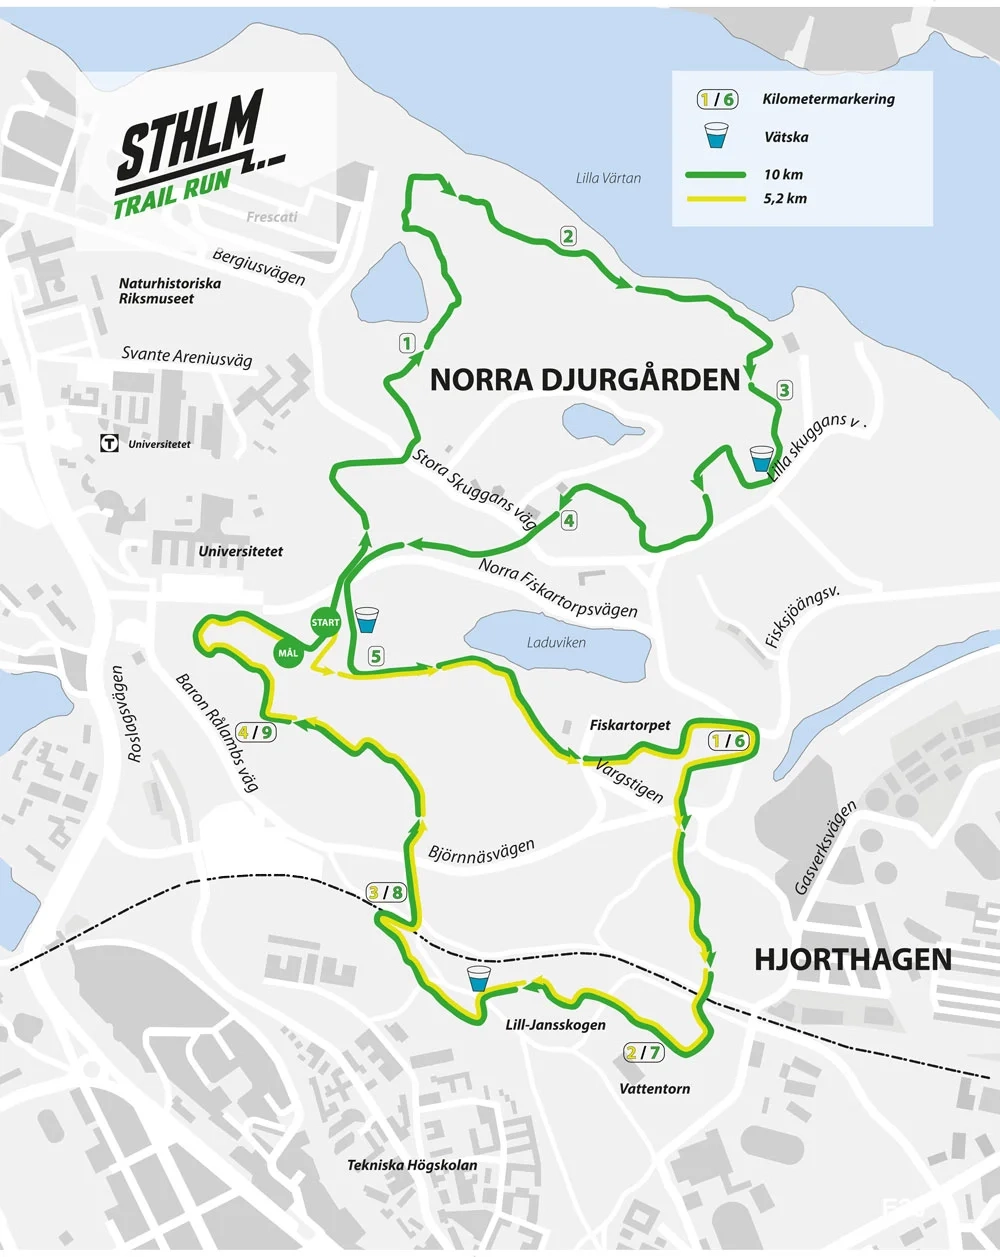 STHLM
TRAIL RUN
1 / 6 Kilometermarkering
Vätska
10 km
5,2 km
Lilla Värtan
Frescati
Bergiusvägen
2
Naturhistoriska
Riksmuseet
1
Svante Areniusväg
NORRA DJURGÅRDEN
3
Lilla skuggans v .
T Universitetet
Stora Skuggans väg
4
Universitetet
Norra Fiskartorpsvägen
Fisksjöängsv.
START
MÅL
Laduviken
5
Roslagsvägen
Baron Rålambs väg
4 / 9
Fiskartorpet
1 / 6
Vargstigen
Björnnäsvägen
Gasverksvägen
3 / 8
HJORTHAGEN
Lill-Jansskogen
2 / 7
Vattentorn
Tekniska Högskolan